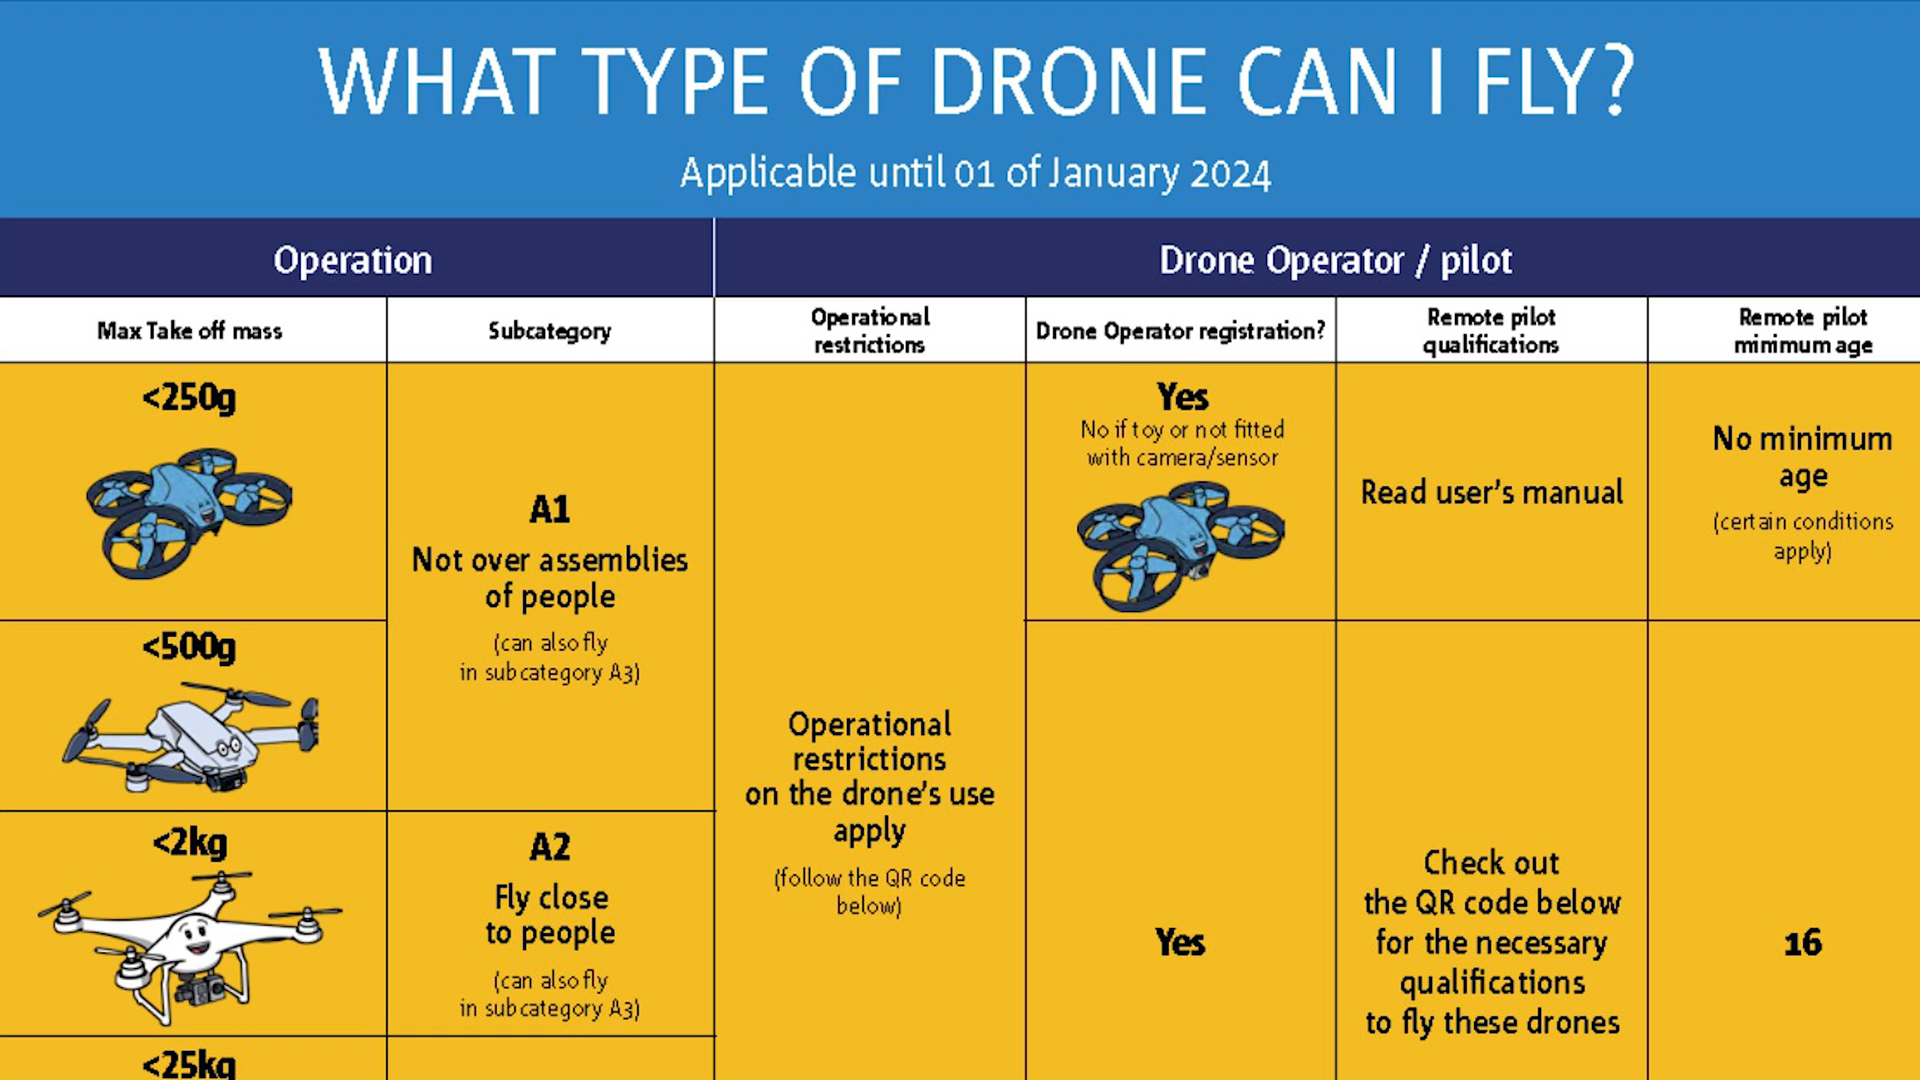 WHAT TYPE OF DRONE CAN I FLY?
Applicable until 01 of January 2024
Operation
Drone Operator / pilot
Max Take off mass
Subcategory
Operational
restrictions
Drone Operator registration?
Remote pilot
qualifications
Remote pilot
minimum age
<250g
<500g
A1
Not over assemblies
of people
(can also fly
in subcategory A3)
<2kg
A2
Fly close
to people
(can also fly
in subcategory A3)
<25kg
Operational
restrictions
on the drone's use
apply
(follow the QR code
below)
Yes
No if toy or not fitted
with camera/sensor
Read user's manual
No minimum
age
(certain conditions
apply)
Yes
Check out
the QR code below
for the necessary
qualifications
to fly these drones
16